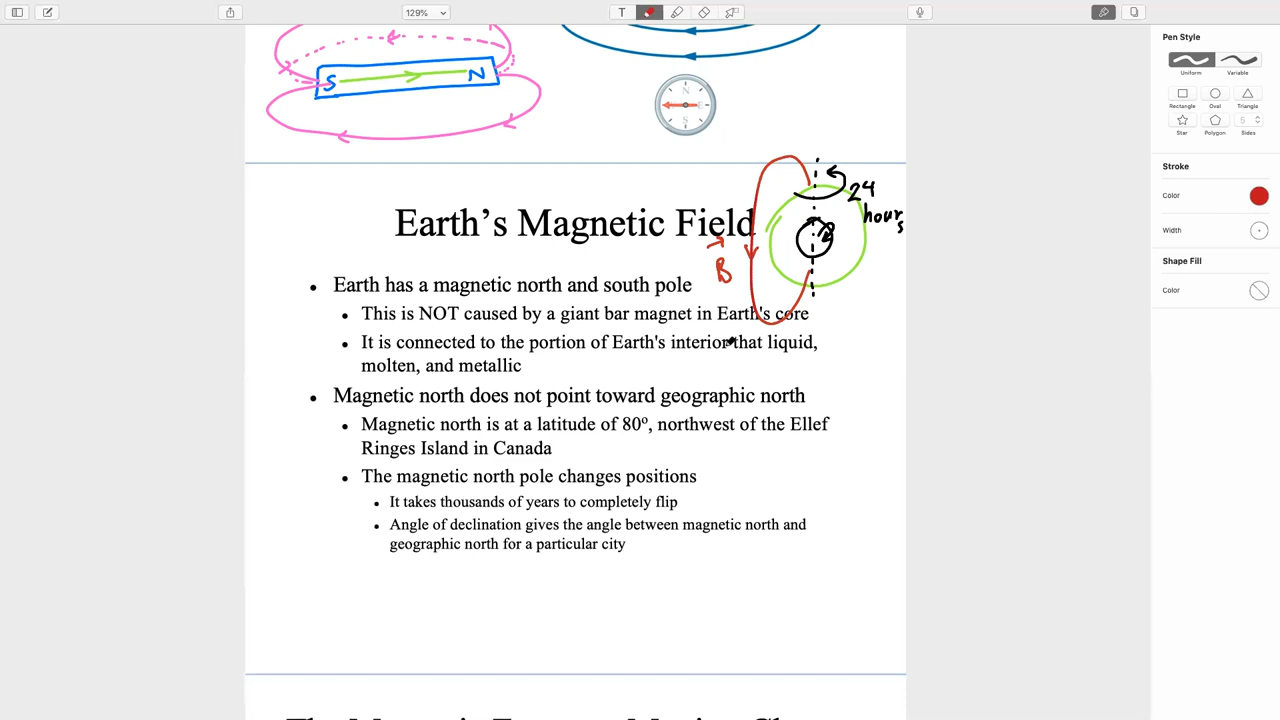 129%
T
Pen Style
Uniform
Variable
Rectangle
Oval
Triangle
Star
Polygon
5
Sides
Stroke
Color
Width
Shape Fill
Color
S
N
N
E
S
24
hours
Earth's Magnetic Field
B
• Earth has a magnetic north and south pole
• This is NOT caused by a giant bar magnet in Earth's core
• It is connected to the portion of Earth's interior that liquid,
molten, and metallic
• Magnetic north does not point toward geographic north
• Magnetic north is at a latitude of 80º, northwest of the Ellef
Ringes Island in Canada
• The magnetic north pole changes positions
• It takes thousands of years to completely flip
• Angle of declination gives the angle between magnetic north and
geographic north for a particular city